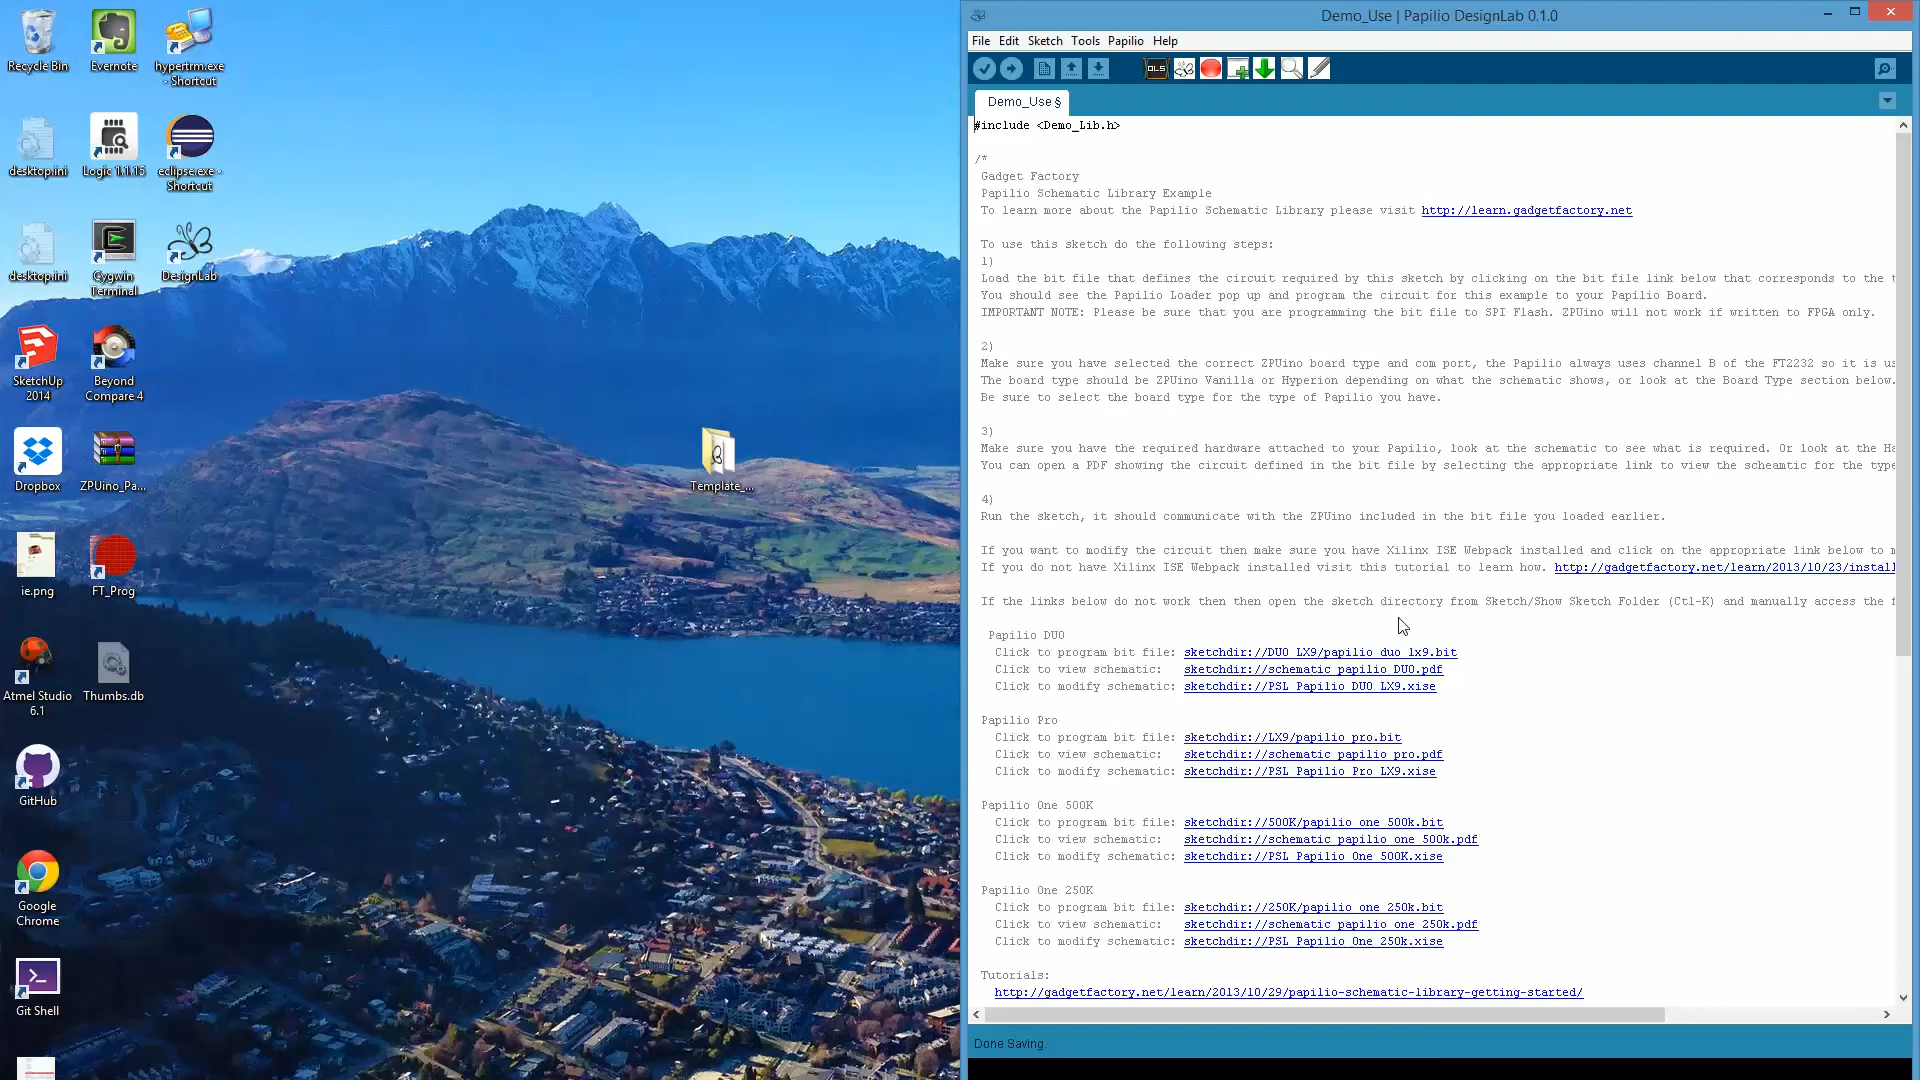 Recycle Bin
Evernote
hypertrm.exe
- Shortcut
desktop.ini
Logic 1.1.15
eclipse.exe -
Shortcut
desktop.ini
Cygwin
Terminal
DesignLab
SketchUp
2014
Beyond
Compare 4
Dropbox
ZPUino_Pa...
ie.png
FT_Prog
Atmel Studio
6.1
Thumbs.db
GitHub
Google
Chrome
Git Shell
Template_...
Demo_Use | Papilio DesignLab 0.1.0
File Edit Sketch Tools Papilio Help
OLS
Demo_Use §
#include <Demo_Lib.h>
/*
Gadget Factory
Papilio Schematic Library Example
To learn more about the Papilio Schematic Library please visit http://learn.gadgetfactory.net
To use this sketch do the following steps:
1)
Load the bit file that defines the circuit required by this sketch by clicking on the bit file link below that corresponds to the t
You should see the Papilio Loader pop up and program the circuit for this example to your Papilio Board.
IMPORTANT NOTE: Please be sure that you are programming the bit file to SPI Flash. ZPUino will not work if written to FPGA only.
2)
Make sure you have selected the correct ZPUino board type and com port, the Papilio always uses channel B of the FT2232 so it is us
The board type should be ZPUino Vanilla or Hyperion depending on what the schematic shows, or look at the Board Type section below.
Be sure to select the board type for the type of Papilio you have.
3)
Make sure you have the required hardware attached to your Papilio, look at the schematic to see what is required. Or look at the Ha
You can open a PDF showing the circuit defined in the bit file by selecting the appropriate link to view the scheamtic for the type
4)
Run the sketch, it should communicate with the ZPUino included in the bit file you loaded earlier.
If you want to modify the circuit then make sure you have Xilinx ISE Webpack installed and click on the appropriate link below to m
If you do not have Xilinx ISE Webpack installed visit this tutorial to learn how. http://gadgetfactory.net/learn/2013/10/23/install
If the links below do not work then then open the sketch directory from Sketch/Show Sketch Folder (Ctl-K) and manually access the f
Papilio DUO
Click to program bit file: sketchdir://DUO_LX9/papilio_duo_lx9.bit
Click to view schematic: sketchdir://schematic_papilio_DUO.pdf
Click to modify schematic: sketchdir://PSL_Papilio_DUO_LX9.xise
Papilio Pro
Click to program bit file: sketchdir://LX9/papilio_pro.bit
Click to view schematic: sketchdir://schematic_papilio_pro.pdf
Click to modify schematic: sketchdir://PSL_Papilio_Pro_LX9.xise
Papilio One 500K
Click to program bit file: sketchdir://500K/papilio_one_500k.bit
Click to view schematic: sketchdir://schematic_papilio_one_500k.pdf
Click to modify schematic: sketchdir://PSL_Papilio_One_500K.xise
Papilio One 250K
Click to program bit file: sketchdir://250K/papilio_one_250k.bit
Click to view schematic: sketchdir://schematic_papilio_one_250k.pdf
Click to modify schematic: sketchdir://PSL_Papilio_One_250k.xise
Tutorials:
http://gadgetfactory.net/learn/2013/10/29/papilio-schematic-library-getting-started/
Done Saving.